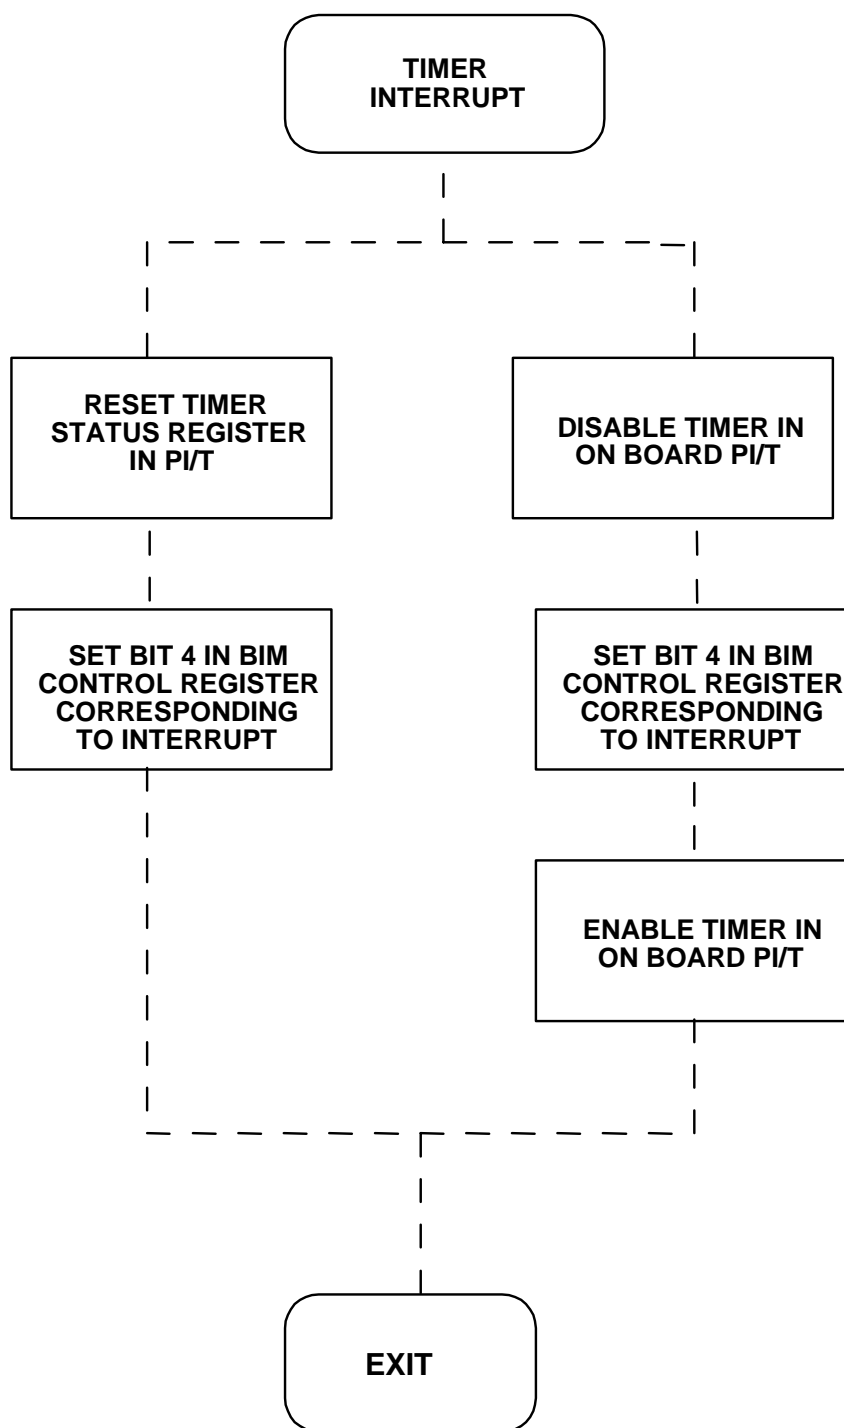 TIMER
INTERRUPT
RESET TIMER
STATUS REGISTER
IN PI/T
DISABLE TIMER IN
ON BOARD PI/T
SET BIT 4 IN BIM
CONTROL REGISTER
CORRESPONDING
TO INTERRUPT
SET BIT 4 IN BIM
CONTROL REGISTER
CORRESPONDING
TO INTERRUPT
ENABLE TIMER IN
ON BOARD PI/T
EXIT